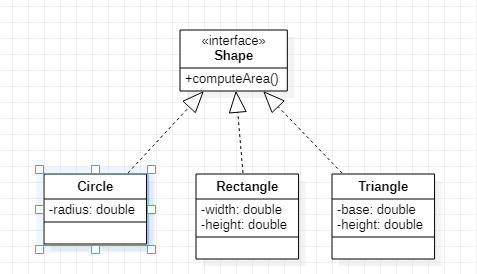 «interface»
Shape
+computeArea()
Circle
-radius: double
Rectangle
-width: double
-height: double
Triangle
-base: double
-height: double